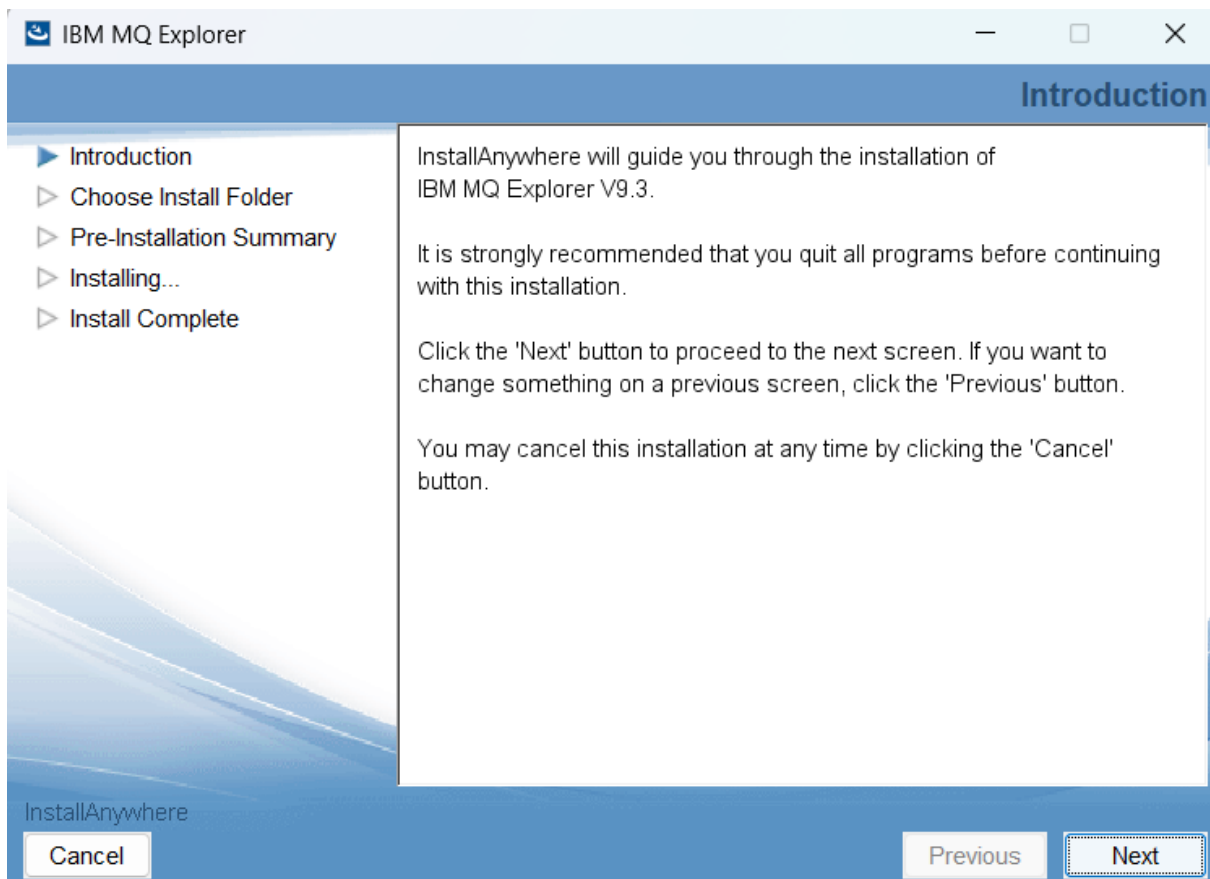 IBM MQ Explorer
Introduction
Introduction
Choose Install Folder
Pre-Installation Summary
Installing...
Install Complete
InstallAnywhere will guide you through the installation of
IBM MQ Explorer V9.3.
It is strongly recommended that you quit all programs before continuing
with this installation.
Click the 'Next' button to proceed to the next screen. If you want to
change something on a previous screen, click the 'Previous' button.
You may cancel this installation at any time by clicking the 'Cancel'
button.
InstallAnywhere
Cancel
Previous
Next